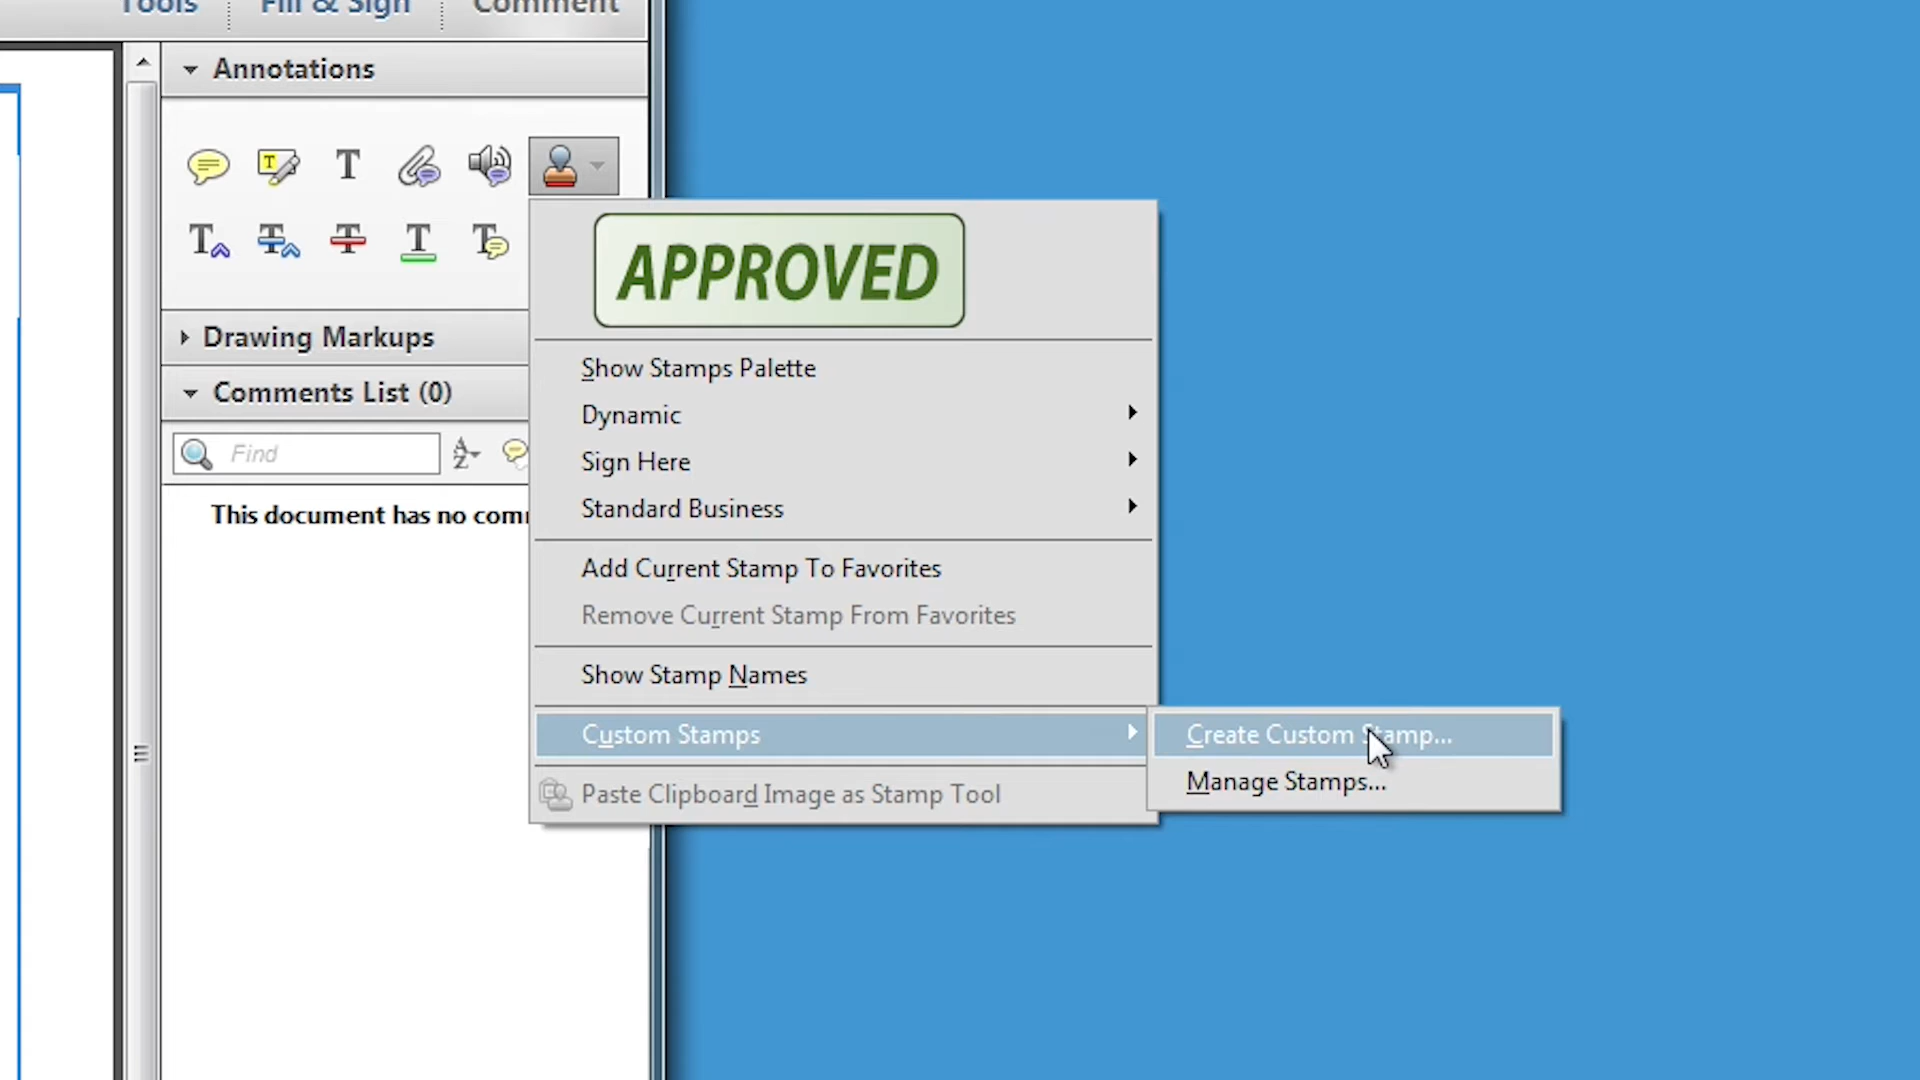 Tools Fill & Sign Comment
Annotations
T T
T T T T T
APPROVED
Drawing Markups
Show Stamps Palette
Comments List (0)
Dynamic
Find
A
Z
Sign Here
Standard Business
This document has no com
Add Current Stamp To Favorites
Remove Current Stamp From Favorites
Show Stamp Names
Custom Stamps
Create Custom Stamp...
Manage Stamps...
Paste Clipboard Image as Stamp Tool